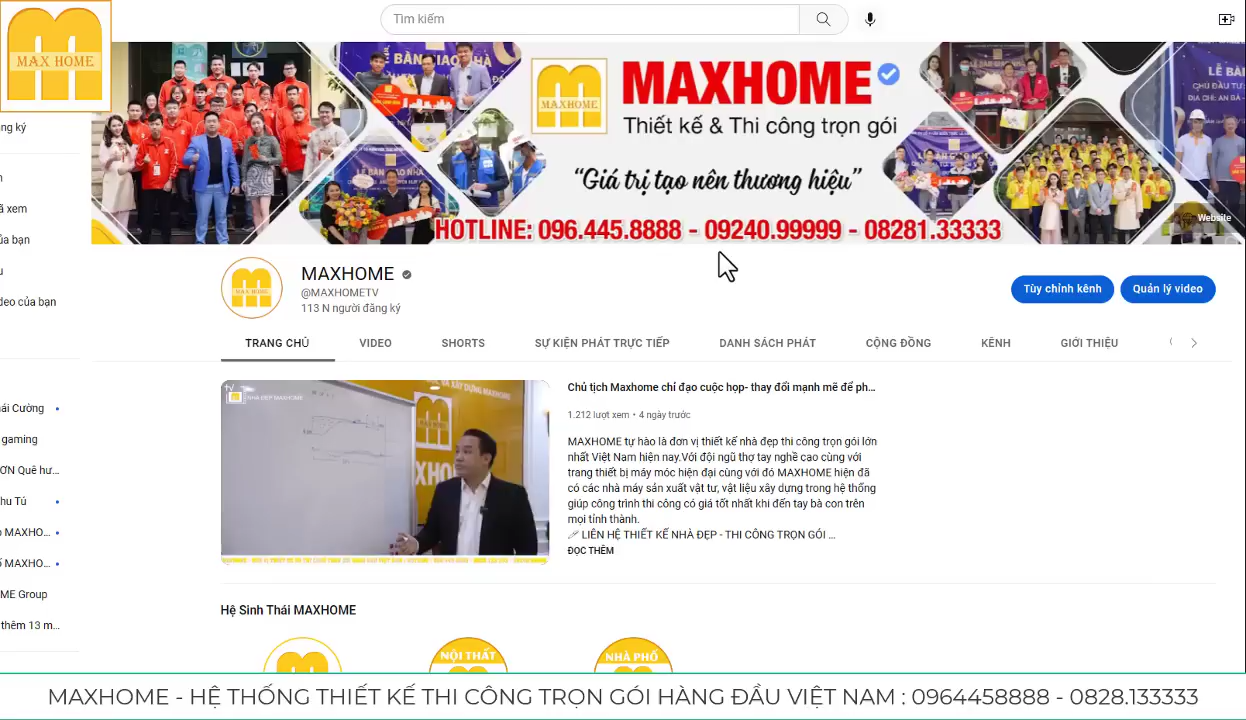 MAX HOME
Tìm kiếm
ng ký
ã xem
ủa bạn
deo của bạn
ái Cường
gaming
ƠN Quê hư...
hu Tú
MAXHO...
MAXHO...
ME Group
thêm 13 m...
LỄ BÀN GIAO NHÀ
MAXHOME
MAXHOME
Thiết kế & Thi công trọn gói
"Giá trị tạo nên thương hiệu"
HOTLINE: 096.445.8888 - 09240.99999 - 08281.33333
Website
MAX HOME
MAXHOME
@MAXHOMETV
113 N người đăng ký
Tùy chỉnh kênh
Quản lý video
TRANG CHỦ
VIDEO
SHORTS
SỰ KIỆN PHÁT TRỰC TIẾP
DANH SÁCH PHÁT
CỘNG ĐỒNG
KÊNH
GIỚI THIỆU
NHÀ ĐẸP MAXHOME
Chủ tịch Maxhome chỉ đạo cuộc họp- thay đổi mạnh mẽ để ph...
1.212 lượt xem • 4 ngày trước
MAXHOME tự hào là đơn vị thiết kế nhà đẹp thi công trọn gói lớn
nhất Việt Nam hiện nay.Với đội ngũ thợ tay nghề cao cùng với
trang thiết bị máy móc hiện đại cùng với đó MAXHOME hiện đã
có các nhà máy sản xuất vật tư, vật liệu xây dựng trong hệ thống
giúp công trình thi công có giá tốt nhất khi đến tay bà con trên
mọi tỉnh thành.
LIÊN HỆ THIẾT KẾ NHÀ ĐẸP - THI CÔNG TRỌN GÓI ...
ĐỌC THÊM
Hệ Sinh Thái MAXHOME
NỘI THẤT
NHÀ PHỐ
MAXHOME - HỆ THỐNG THIẾT KẾ THI CÔNG TRỌN GÓI HÀNG ĐẦU VIỆT NAM : 0964458888 - 0828.133333